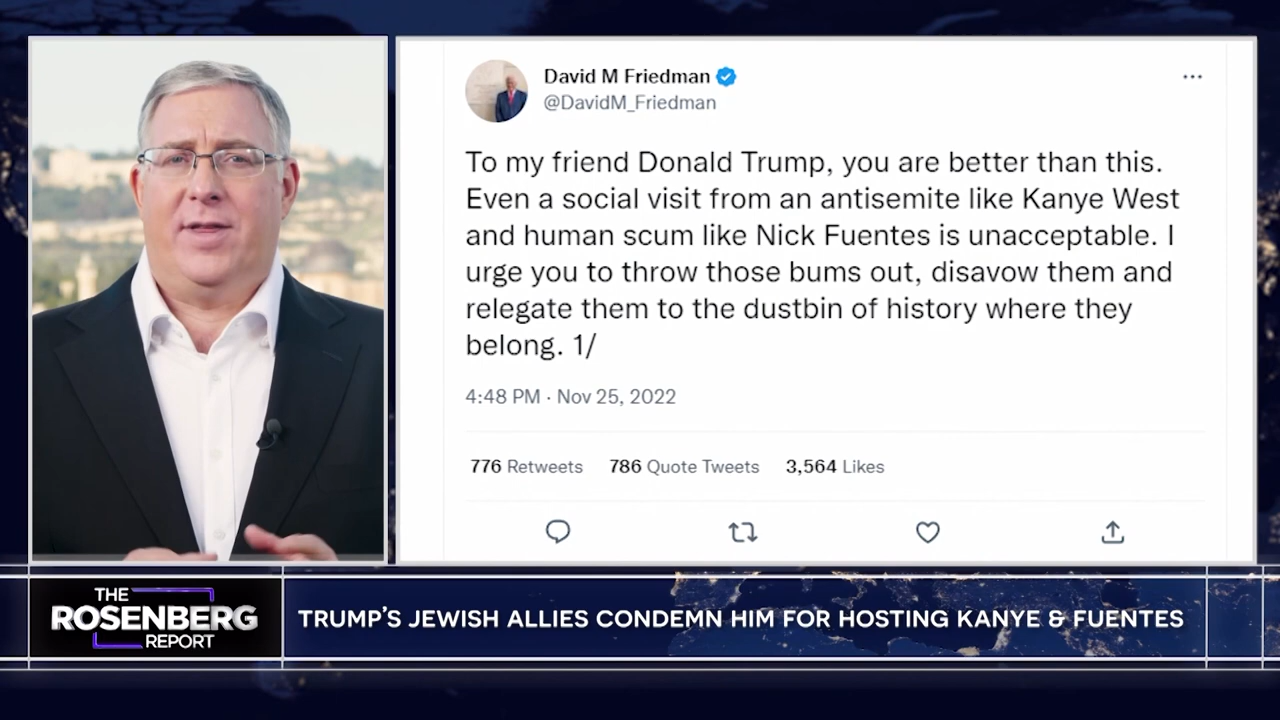 David M Friedman
@DavidM_Friedman
To my friend Donald Trump, you are better than this.
Even a social visit from an antisemite like Kanye West
and human scum like Nick Fuentes is unacceptable. I
urge you to throw those bums out, disavow them and
relegate them to the dustbin of history where they
belong. 1/
4:48 PM · Nov 25, 2022
776 Retweets 786 Quote Tweets 3,564 Likes
THE
ROSENBERG
REPORT
TRUMP'S JEWISH ALLIES CONDEMN HIM FOR HOSTING KANYE & FUENTES